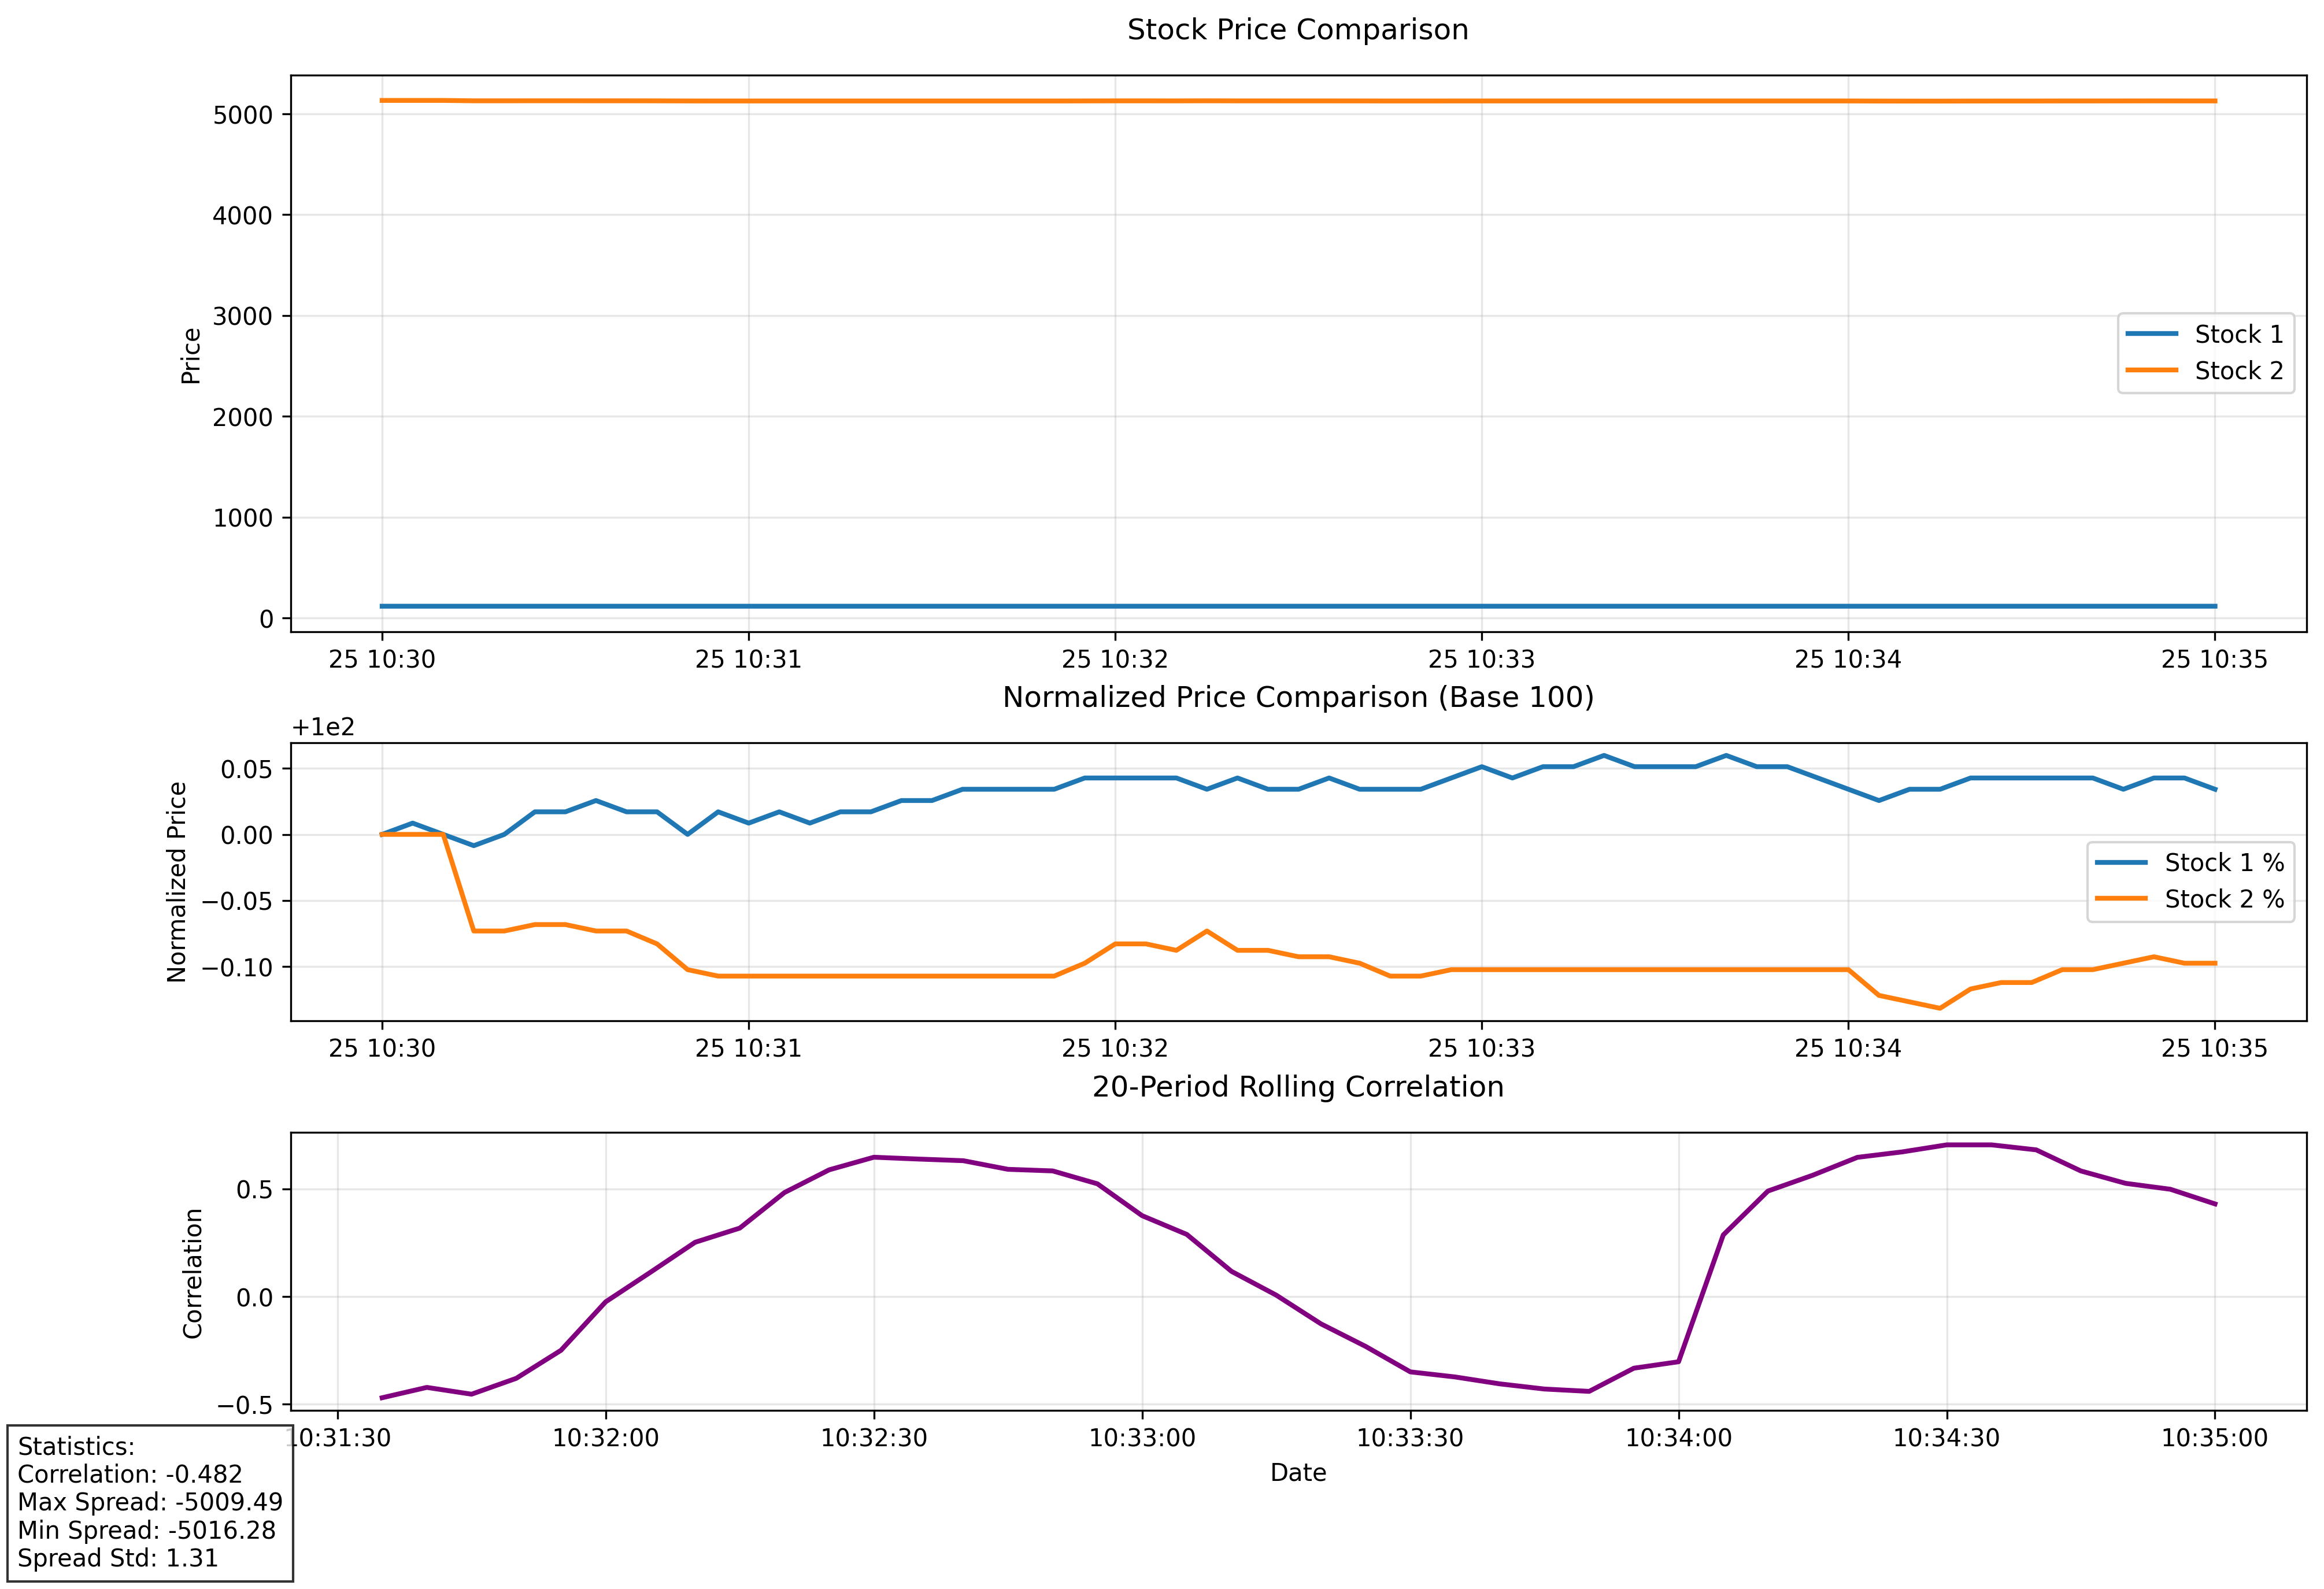 Stock Price Comparison
Price
5000
4000
3000
2000
1000
0
Stock 1
Stock 2
25 10:30 25 10:31 25 10:32 25 10:33 25 10:34 25 10:35
Normalized Price Comparison (Base 100)
+1e2
Normalized Price
0.05
0.00
−0.05
−0.10
Stock 1 %
Stock 2 %
25 10:30 25 10:31 25 10:32 25 10:33 25 10:34 25 10:35
20-Period Rolling Correlation
Correlation
0.5
0.0
−0.5
10:31:30 10:32:00 10:32:30 10:33:00 10:33:30 10:34:00 10:34:30 10:35:00
Date
Statistics:
Correlation: -0.482
Max Spread: -5009.49
Min Spread: -5016.28
Spread Std: 1.31